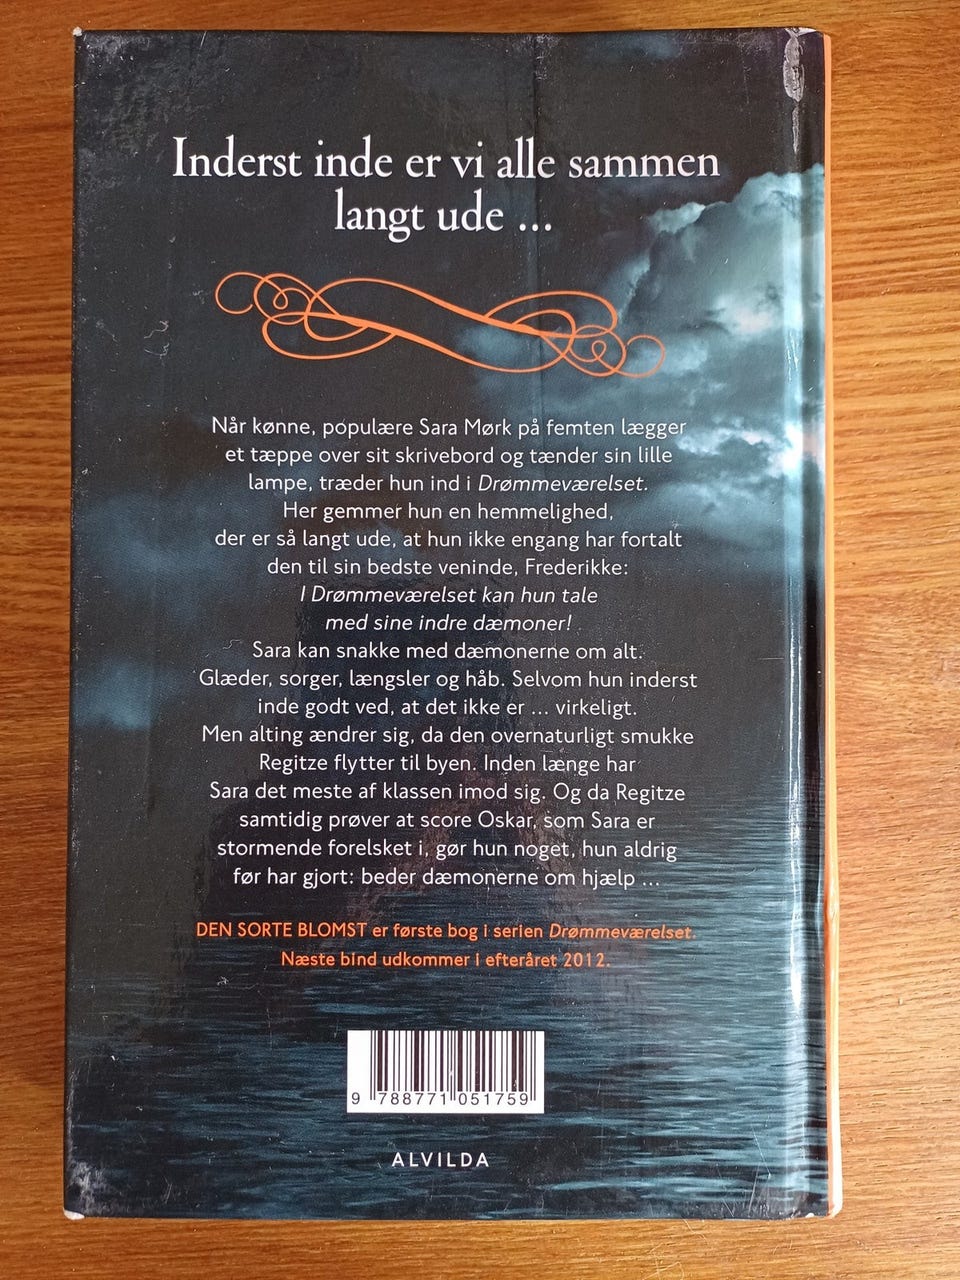 Inderst inde er vi alle sammen
langt ude ...
Når kønne, populære Sara Mørk på femten lægger
et tæppe over sit skrivebord og tænder sin lille
lampe, træder hun ind i Drømmeværelset.
Her gemmer hun en hemmelighed,
der er så langt ude, at hun ikke engang har fortalt
den til sin bedste veninde, Frederikke:
I Drømmeværelset kan hun tale
med sine indre dæmoner!
Sara kan snakke med dæmonerne om alt.
Glæder, sorger, længsler og håb. Selvom hun inderst
inde godt ved, at det ikke er ... virkeligt.
Men alting ændrer sig, da den overnaturligt smukke
Regitze flytter til byen. Inden længe har
Sara det meste af klassen imod sig. Og da Regitze
samtidig prøver at score Oskar, som Sara er
stormende forelsket i, gør hun noget, hun aldrig
før har gjort: beder dæmonerne om hjælp ...
DEN SORTE BLOMST er første bog i serien Drømmeværelset.
Næste bind udkommer i efteråret 2012.
9 788771 051759
ALVILDA